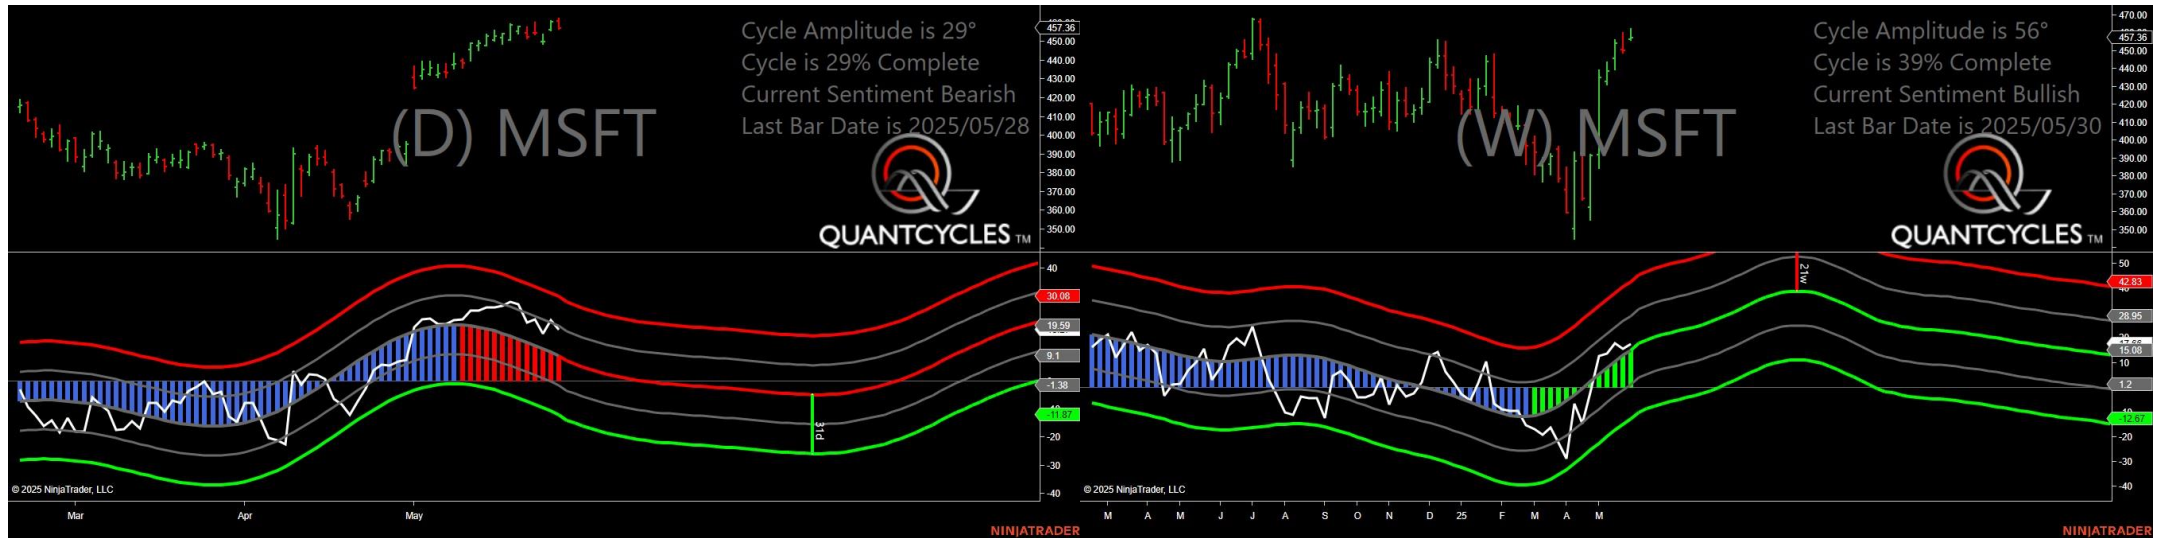 (D) MSFT
Cycle Amplitude is 29°
Cycle is 29% Complete
Current Sentiment Bearish
Last Bar Date is 2025/05/28
QUANTCYCLES TM
457.36
450.00
440.00
430.00
420.00
410.00
400.00
390.00
380.00
370.00
360.00
350.00
40
30.08
19.59
9.1
-1.38
-11.87
-20
-30
-40
31d
© 2025 NinjaTrader, LLC
Mar Apr May
NINJATRADER
(W) MSFT
Cycle Amplitude is 56°
Cycle is 39% Complete
Current Sentiment Bullish
Last Bar Date is 2025/05/30
QUANTCYCLES TM
470.00
457.36
450.00
440.00
430.00
420.00
410.00
400.00
390.00
380.00
370.00
360.00
350.00
50
42.83
28.95
15.08
10
1.2
-12.67
-20
-30
-40
21w
© 2025 NinjaTrader, LLC
M A M J J A S O N D 25 F M A M
NINJATRADER